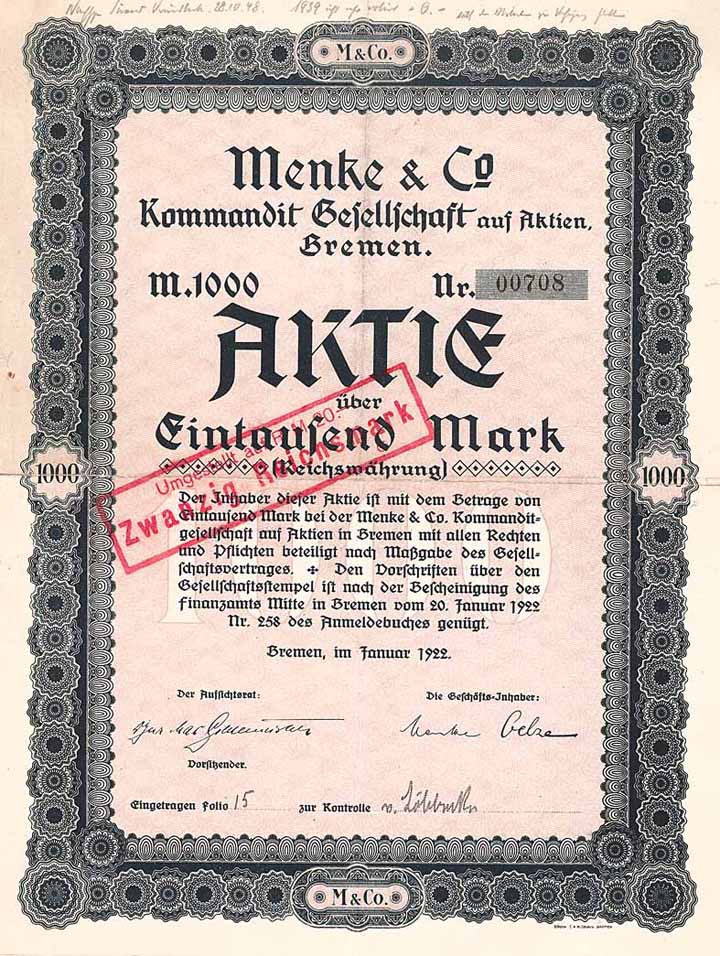 1939
M & Co.
Menke & Co
Kommandit Gesellschaft auf Aktien,
Bremen.
M.1000 Nr. 00708
AKTIE
über
Eintausend Mark
(Reichswährung)
Umgestellt auf R.M. 20.-
Zwanzig Reichsmark
1000 1000
Der Inhaber dieser Aktie ist mit dem Betrage von
Eintausend Mark bei der Menke & Co. Kommandit-
gesellschaft auf Aktien in Bremen mit allen Rechten
und Pflichten beteiligt nach Maßgabe des Gesell-
schaftsvertrages. + Den Vorschriften über den
Gesellschaftsstempel ist nach der Bescheinigung des
Finanzamts Mitte in Bremen vom 20. Januar 1922
Nr. 258 des Anmeldebuches genügt.
Bremen, im Januar 1922.
Der Aufsichtsrat: Die Geschäfts-Inhaber:
Menke
Vorsitzender.
Eingetragen Folio 15 zur Kontrolle
M & Co.